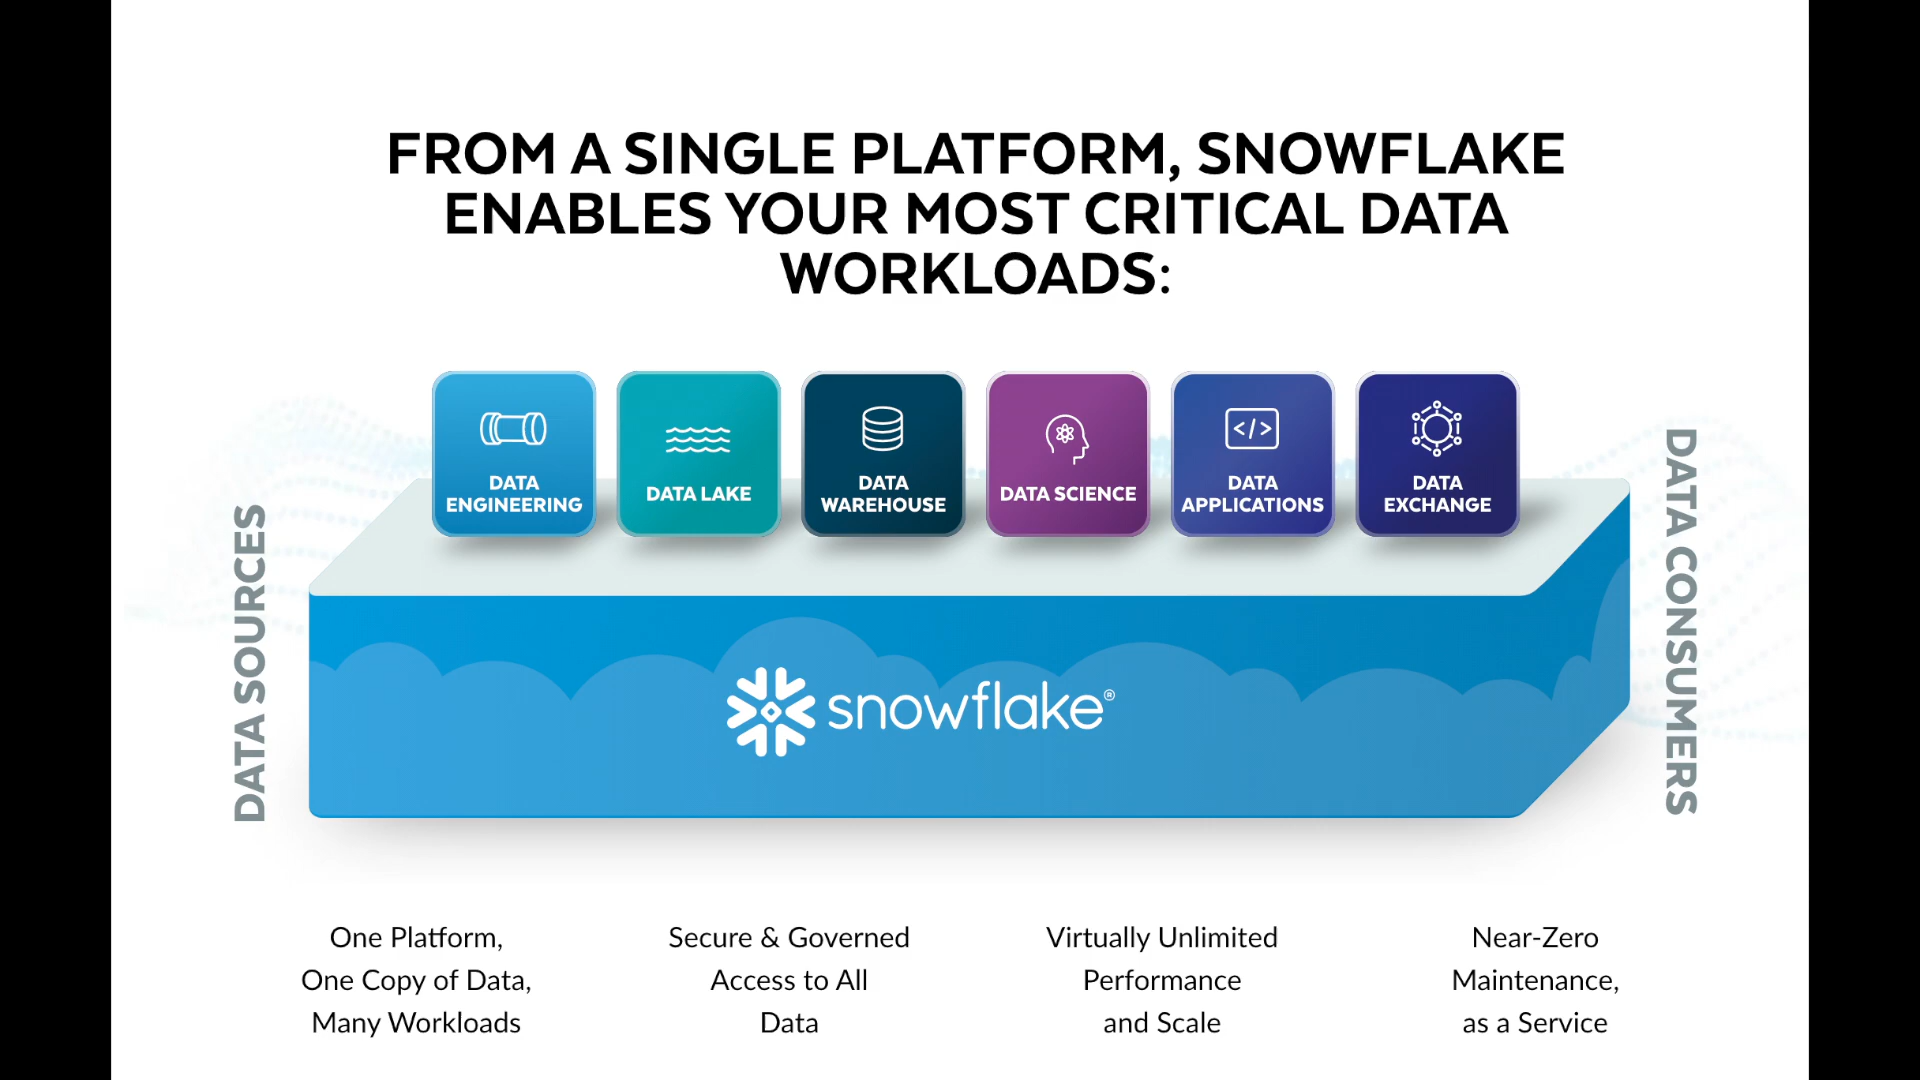 FROM A SINGLE PLATFORM, SNOWFLAKE
ENABLES YOUR MOST CRITICAL DATA
WORKLOADS:
DATA
ENGINEERING
DATA LAKE
DATA
WAREHOUSE
DATA SCIENCE
</>
DATA
APPLICATIONS
DATA
EXCHANGE
DATA SOURCES
snowflake®
DATA CONSUMERS
One Platform,
One Copy of Data,
Many Workloads
Secure & Governed
Access to All
Data
Virtually Unlimited
Performance
and Scale
Near-Zero
Maintenance,
as a Service